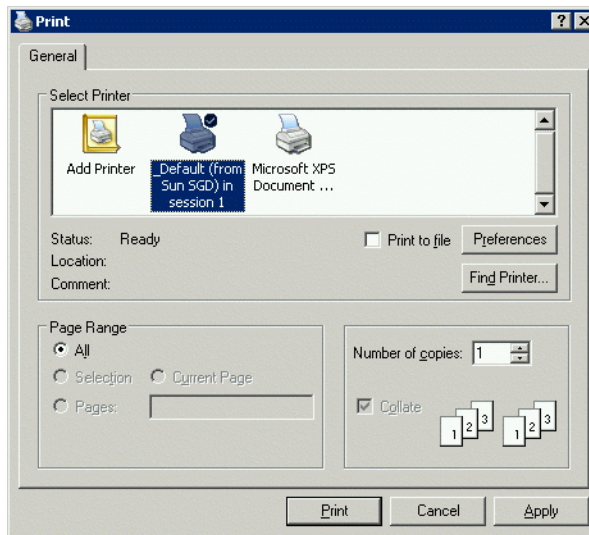 Print
General
Select Printer
Add Printer
_Default (from Sun SGD) in session 1
Microsoft XPS Document ...
Status: Ready
Print to file
Preferences
Location:
Comment:
Find Printer...
Page Range
All
Selection
Current Page
Pages:
Number of copies: 1
Collate
1 2 3 1 2 3
Print
Cancel
Apply